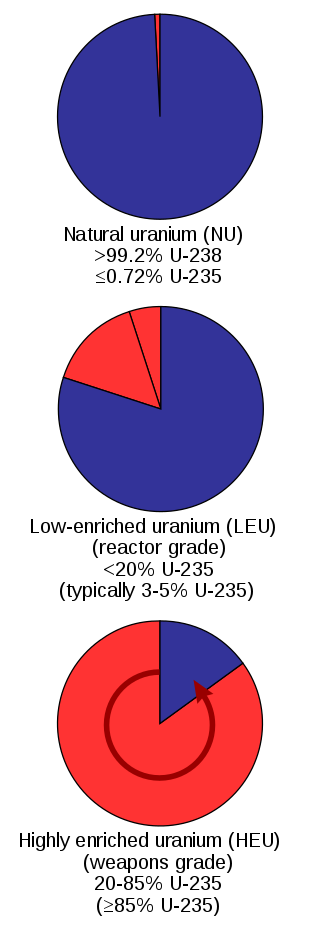 Natural uranium (NU)
>99.2% U-238
≤0.72% U-235
Low-enriched uranium (LEU)
(reactor grade)
<20% U-235
(typically 3-5% U-235)
Highly enriched uranium (HEU)
(weapons grade)
20-85% U-235
(≥85% U-235)